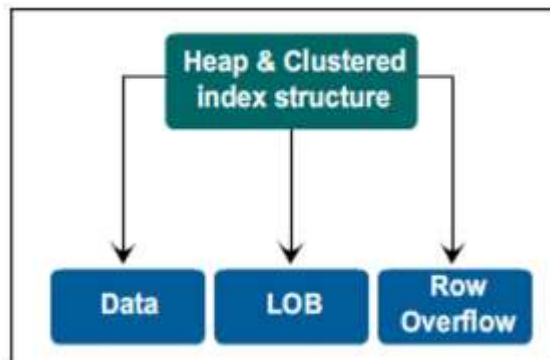 Heap & Clustered
index structure
Data
LOB
Row
Overflow